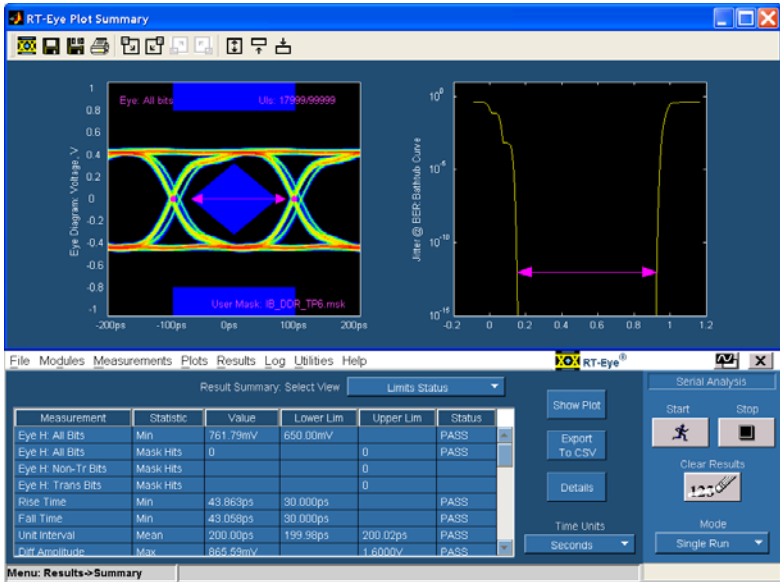 RT-Eye Plot Summary
Eye: All bits
UIs: 17999/99999
User Mask: IB_DDR_TP6.msk
Eye Diagram: Voltage, V
1
0.8
0.6
0.4
0.2
0
-0.2
-0.4
-0.6
-0.8
-1
-200ps -100ps 0ps 100ps 200ps
Jitter @ BER:Bathtub Curve
10^0
10^-5
10^-10
10^-15
-0.2 0 0.2 0.4 0.6 0.8 1 1.2
File Modules Measurements Plots Results Log Utilities Help
RT-Eye®
X
Result Summary: Select View Limits Status
Measurement Statistic Value Lower Lim Upper Lim Status
Eye H: All Bits Min 761.79mV 650.00mV PASS
Eye H: All Bits Mask Hits 0 0 PASS
Eye H: Non-Tr Bits Mask Hits 0
Eye H: Trans Bits Mask Hits 0
Rise Time Min 43.863ps 30.000ps PASS
Fall Time Min 43.058ps 30.000ps PASS
Unit Interval Mean 200.00ps 199.98ps 200.02ps PASS
Diff Amplitude Max 865.59mV 1.6000V PASS
Show Plot
Export
To CSV
Details
Time Units
Seconds
Serial Analysis
Start Stop
Clear Results
123
Mode
Single Run
Menu: Results->Summary